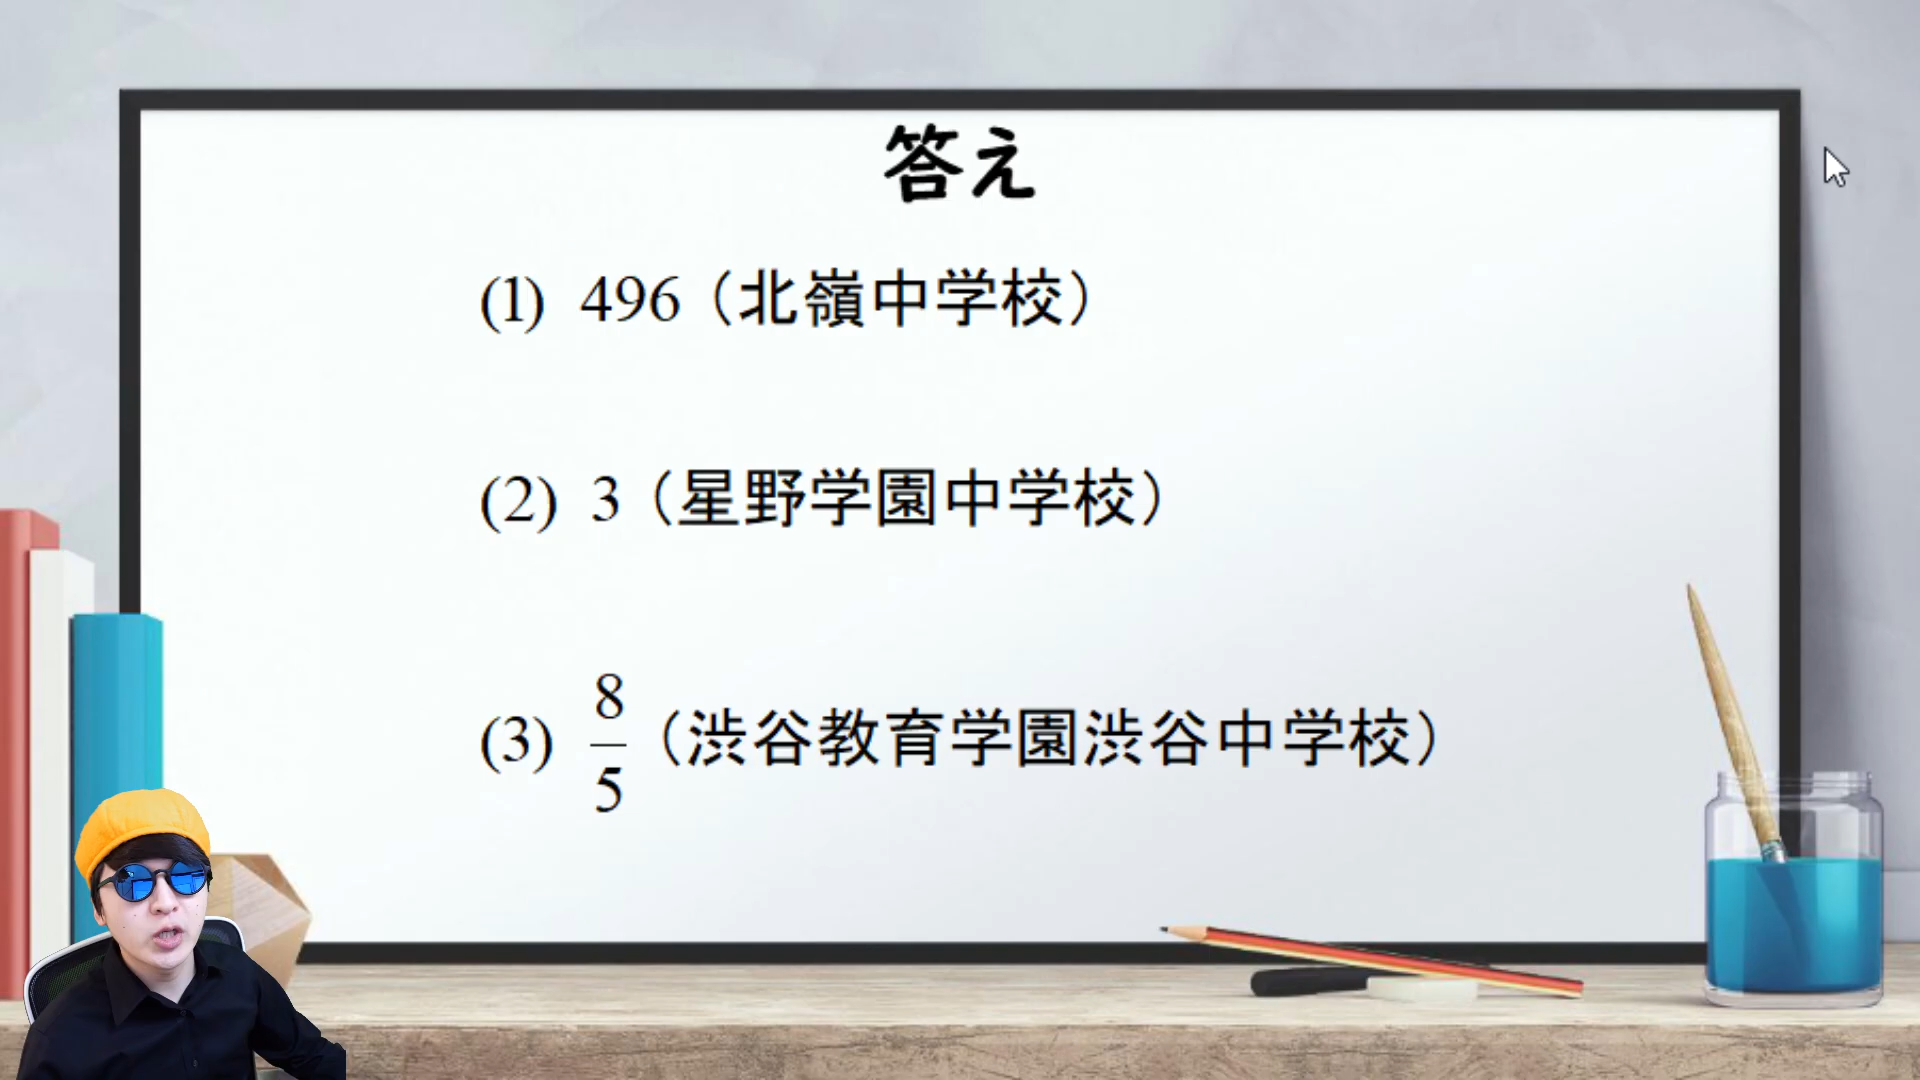 答え
(1) 496（北嶺中学校）
(2) 3（星野学園中学校）
(3) 8/5（渋谷教育学園渋谷中学校）